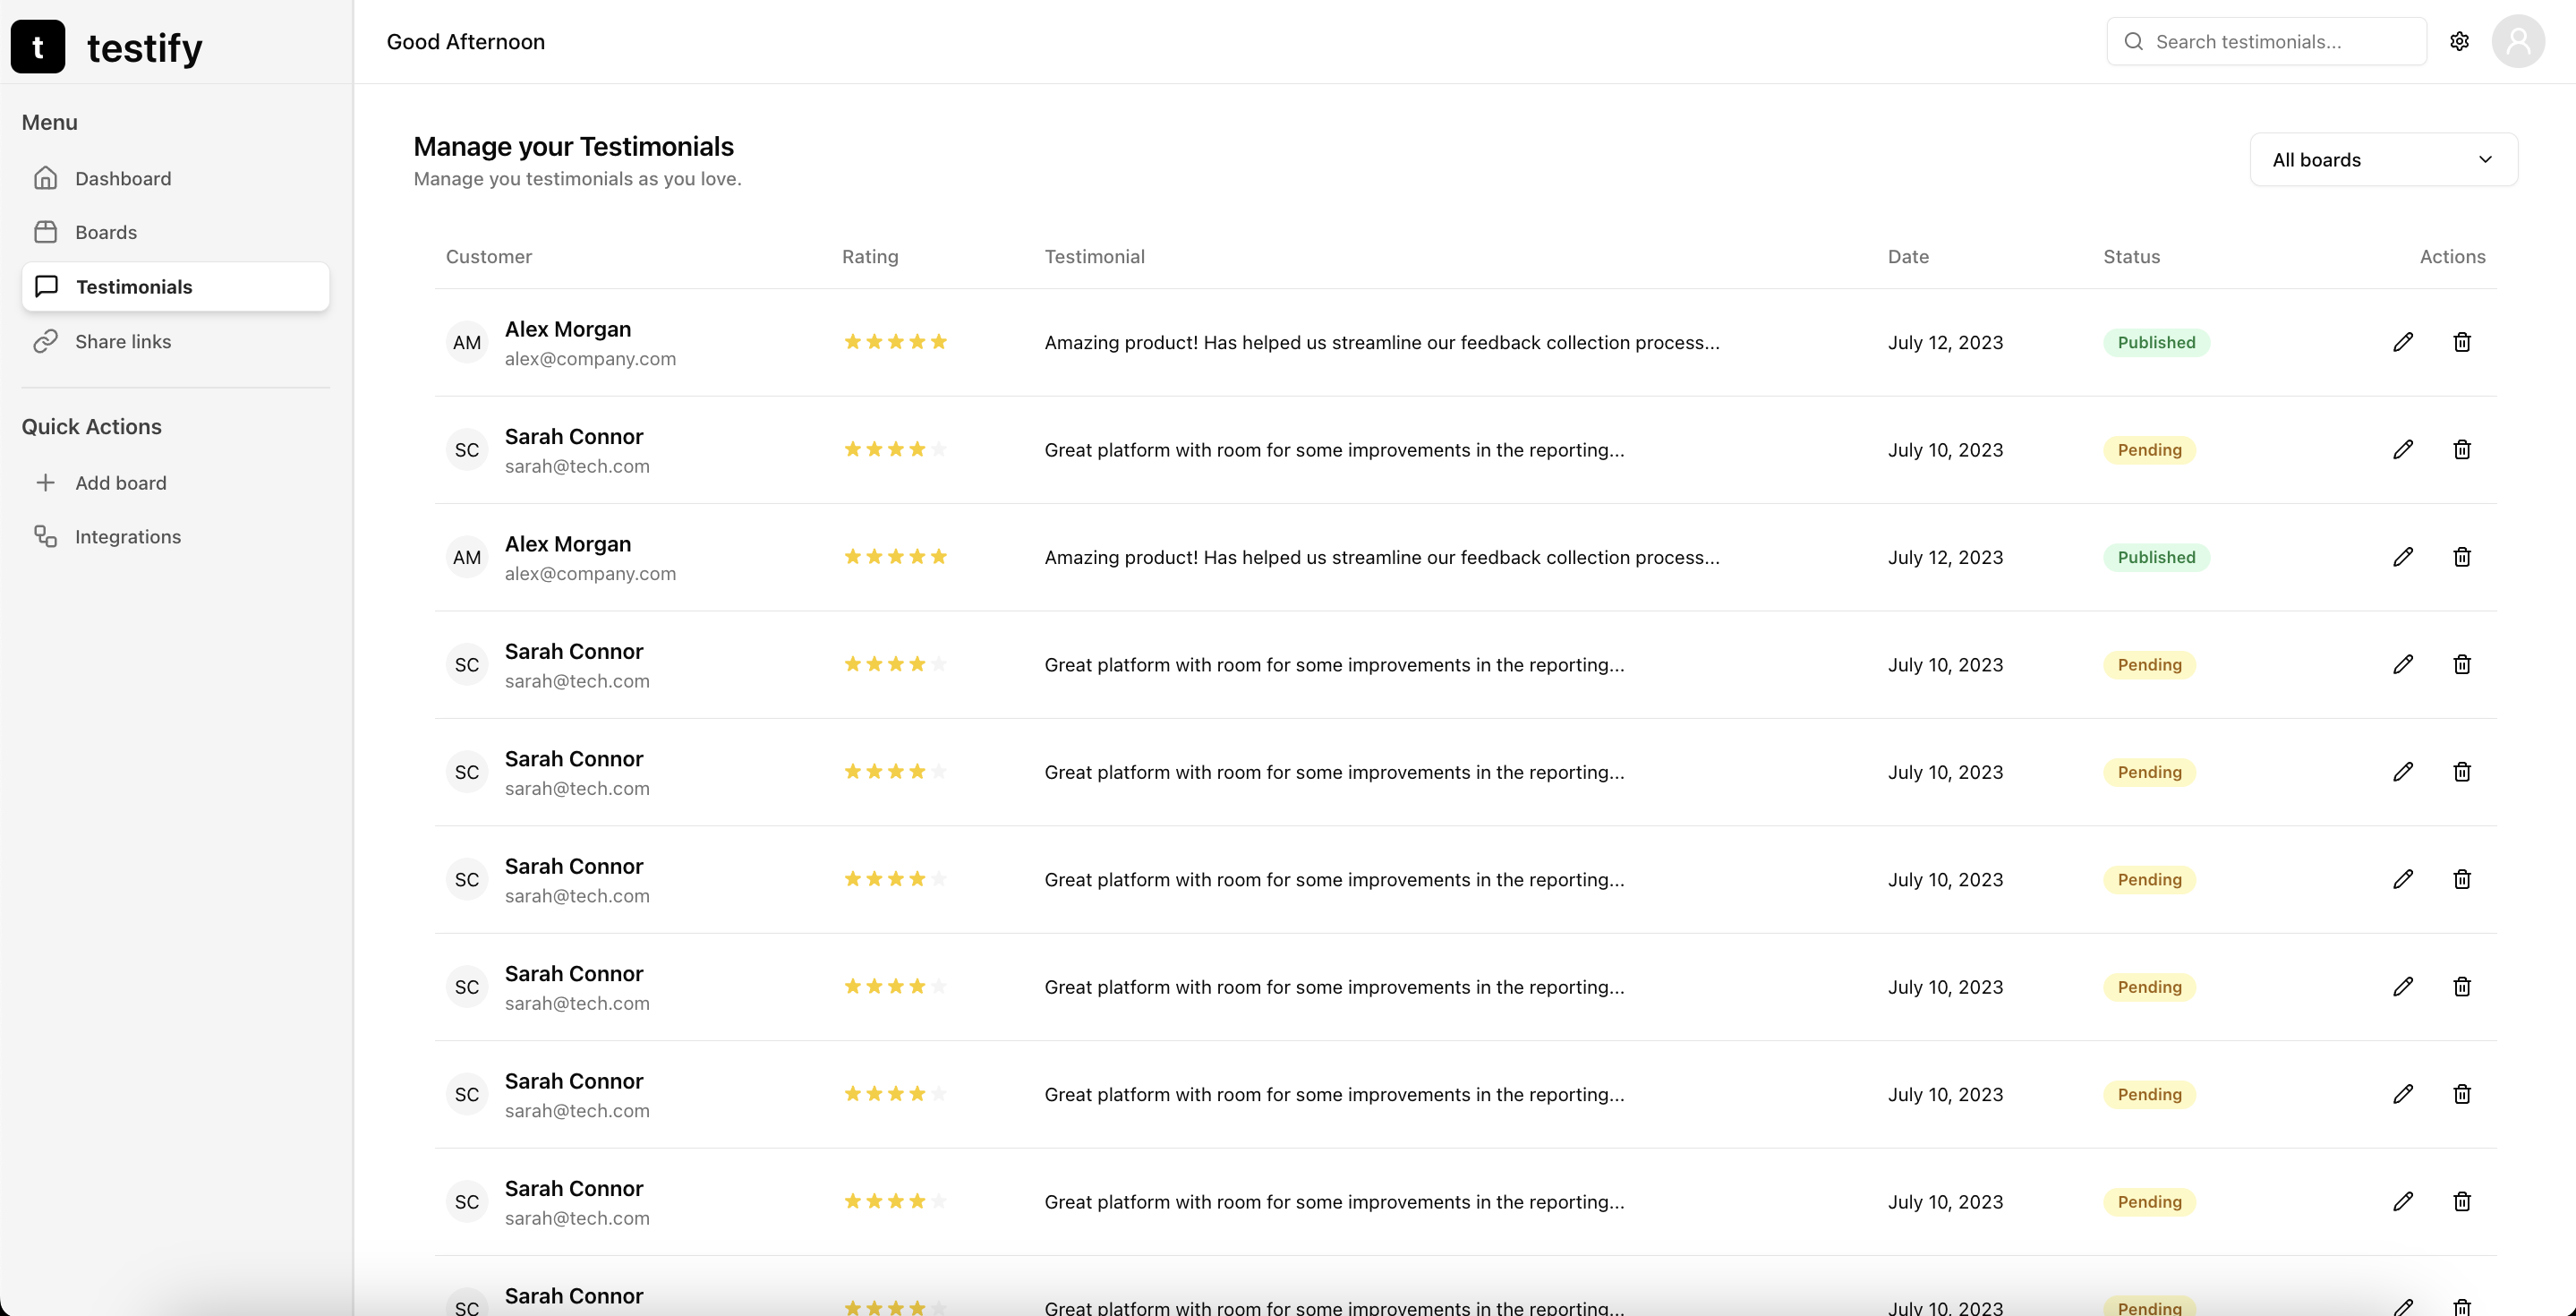 t testify
Good Afternoon
Search testimonials...
Menu
Dashboard
Boards
Testimonials
Share links
Quick Actions
Add board
Integrations
Manage your Testimonials
Manage you testimonials as you love.
All boards
Customer Rating Testimonial Date Status Actions
AM Alex Morgan
alex@company.com
Amazing product! Has helped us streamline our feedback collection process... July 12, 2023 Published
SC Sarah Connor
sarah@tech.com
Great platform with room for some improvements in the reporting... July 10, 2023 Pending
AM Alex Morgan
alex@company.com
Amazing product! Has helped us streamline our feedback collection process... July 12, 2023 Published
SC Sarah Connor
sarah@tech.com
Great platform with room for some improvements in the reporting... July 10, 2023 Pending
SC Sarah Connor
sarah@tech.com
Great platform with room for some improvements in the reporting... July 10, 2023 Pending
SC Sarah Connor
sarah@tech.com
Great platform with room for some improvements in the reporting... July 10, 2023 Pending
SC Sarah Connor
sarah@tech.com
Great platform with room for some improvements in the reporting... July 10, 2023 Pending
SC Sarah Connor
sarah@tech.com
Great platform with room for some improvements in the reporting... July 10, 2023 Pending
SC Sarah Connor
sarah@tech.com
Great platform with room for some improvements in the reporting... July 10, 2023 Pending
SC Sarah Connor
Great platform with room for some improvements in the reporting... July 10, 2023 Pending